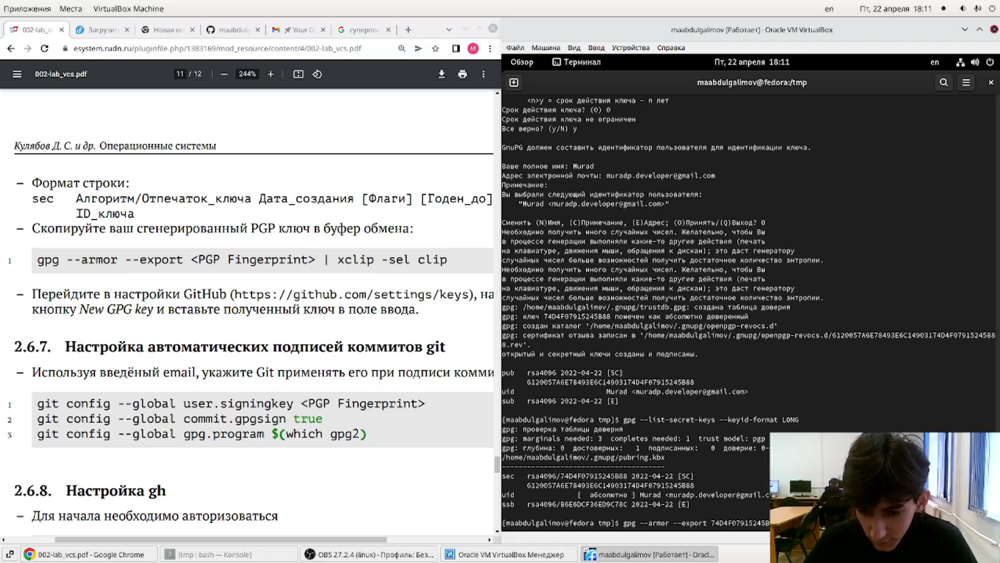 Приложения Места VirtualBox Machine en Пт, 22 апреля 18:11
002-lab_v Загрузит Новая вкл maabdulg Your G суперпол
esystem.rudn.ru/pluginfile.php/1383169/mod_resource/content/4/002-lab_vcs.pdf M
002-lab_vcs.pdf 11 / 12 244%
Кулябов Д. С. и др. Операционные системы
– Формат строки:
sec Алгоритм/Отпечаток_ключа Дата_создания [Флаги] [Годен_до]
ID_ключа
– Скопируйте ваш сгенерированный PGP ключ в буфер обмена:
1 gpg --armor --export <PGP Fingerprint> | xclip -sel clip
– Перейдите в настройки GitHub (https://github.com/settings/keys), на
кнопку New GPG key и вставьте полученный ключ в поле ввода.
2.6.7. Настройка автоматических подписей коммитов git
– Используя введёный email, укажите Git применять его при подписи комми
1 git config --global user.signingkey <PGP Fingerprint>
2 git config --global commit.gpgsign true
3 git config --global gpg.program $(which gpg2)
2.6.8. Настройка gh
– Для начала необходимо авторизоваться
maabdulgalimov [Работает] - Oracle VM VirtualBox
Файл Машина Вид Ввод Устройства Справка
Обзор Терминал Пт, 22 апреля 18:11 en
maabdulgalimov@fedora:/tmp
<n>y = срок действия ключа - n лет
Срок действия ключа? (0) 0
Срок действия ключа не ограничен
Все верно? (y/N) y
GnuPG должен составить идентификатор пользователя для идентификации ключа.
Ваше полное имя: Murad
Адрес электронной почты: muradp.developer@gmail.com
Примечание:
Вы выбрали следующий идентификатор пользователя:
"Murad <muradp.developer@gmail.com>"
Сменить (N)Имя, (C)Примечание, (E)Адрес; (O)Принять/(Q)Выход? O
Необходимо получить много случайных чисел. Желательно, чтобы Вы
в процессе генерации выполняли какие-то другие действия (печать
на клавиатуре, движения мыши, обращения к дискам); это даст генератору
случайных чисел больше возможностей получить достаточное количество энтропии.
Необходимо получить много случайных чисел. Желательно, чтобы Вы
в процессе генерации выполняли какие-то другие действия (печать
на клавиатуре, движения мыши, обращения к дискам); это даст генератору
случайных чисел больше возможностей получить достаточное количество энтропии.
gpg: /home/maabdulgalimov/.gnupg/trustdb.gpg: создана таблица доверия
gpg: ключ 74D4F07915245B88 помечен как абсолютно доверенный
gpg: создан каталог '/home/maabdulgalimov/.gnupg/openpgp-revocs.d'
gpg: сертификат отзыва записан в '/home/maabdulgalimov/.gnupg/openpgp-revocs.d/6120057A6E78493E6C14903174D4F07915245B8
8.rev'.
открытый и секретный ключи созданы и подписаны.
pub rsa4096 2022-04-22 [SC]
6120057A6E78493E6C14903174D4F07915245B88
uid Murad <muradp.developer@gmail.com>
sub rsa4096 2022-04-22 [E]
[maabdulgalimov@fedora tmp]$ gpg --list-secret-keys --keyid-format LONG
gpg: проверка таблицы доверия
gpg: marginals needed: 3 completes needed: 1 trust model: pgp
gpg: глубина: 0 достоверных: 1 подписанных: 0 доверие: 0-
/home/maabdulgalimov/.gnupg/pubring.kbx
---------------------------------------
sec rsa4096/74D4F07915245B88 2022-04-22 [SC]
6120057A6E78493E6C14903174D4F07915245B88
uid [ абсолютно ] Murad <muradp.developer@gmail.c
ssb rsa4096/B6E6DCF36ED9C78C 2022-04-22 [E]
[maabdulgalimov@fedora tmp]$ gpg --armor --export 74D4F07915245B
002-lab_vcs.pdf - Google Chrome [tmp : bash — Konsole] OBS 27.2.4 (linux) - Профиль: Без... Oracle VM VirtualBox Менеджер maabdulgalimov [Работает] - Oracl...